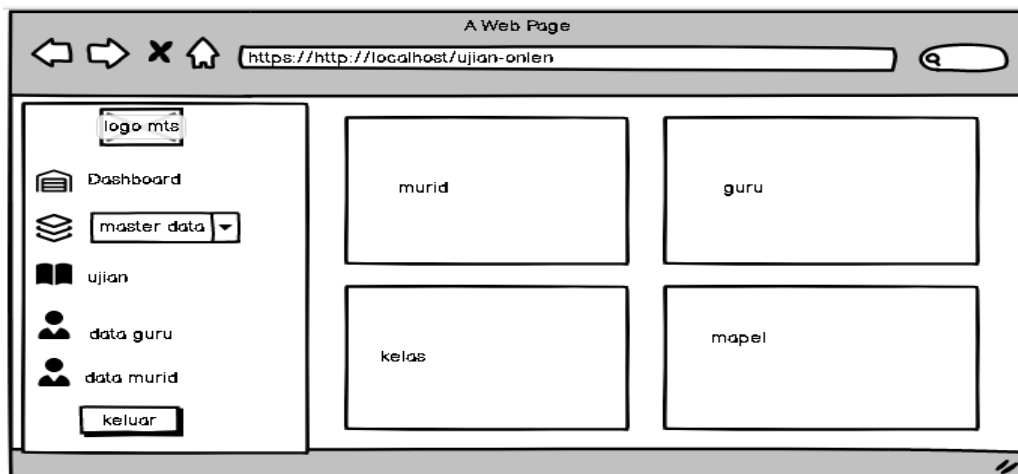 A Web Page
https://http://localhost/ujian-onlen
logo mts
Dashboard
master data
ujian
data guru
data murid
keluar
murid
guru
kelas
mapel